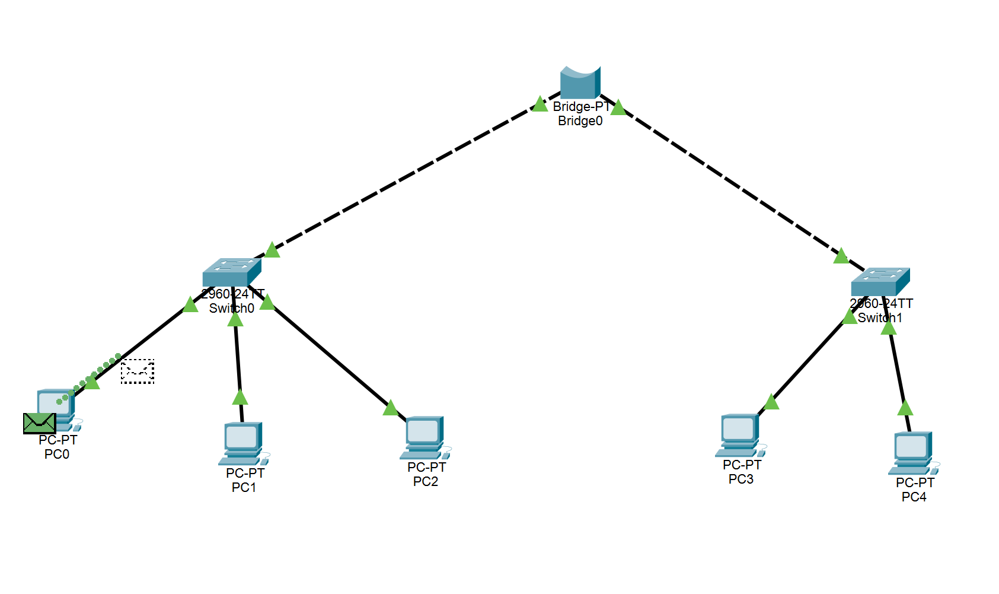 Bridge-PT
Bridge0
2960-24TT
Switch0
2960-24TT
Switch1
PC-PT
PC0
PC-PT
PC1
PC-PT
PC2
PC-PT
PC3
PC-PT
PC4